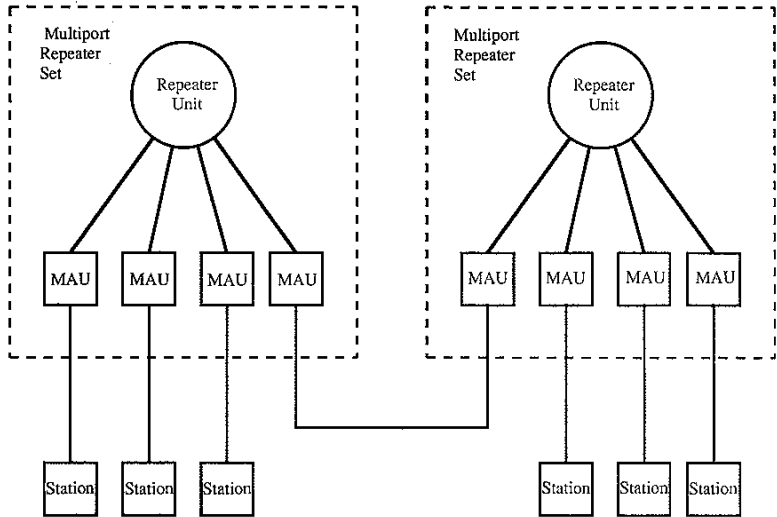 Multiport
Repeater
Set
Repeater
Unit
MAU
MAU
MAU
MAU
Multiport
Repeater
Set
Repeater
Unit
MAU
MAU
MAU
MAU
Station
Station
Station
Station
Station
Station